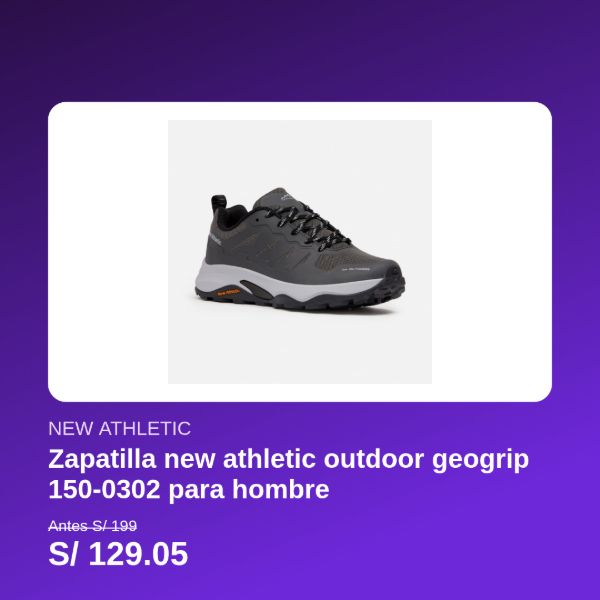 NEW ATHLETIC
Zapatilla new athletic outdoor geogrip
150-0302 para hombre
Antes S/ 199
S/ 129.05